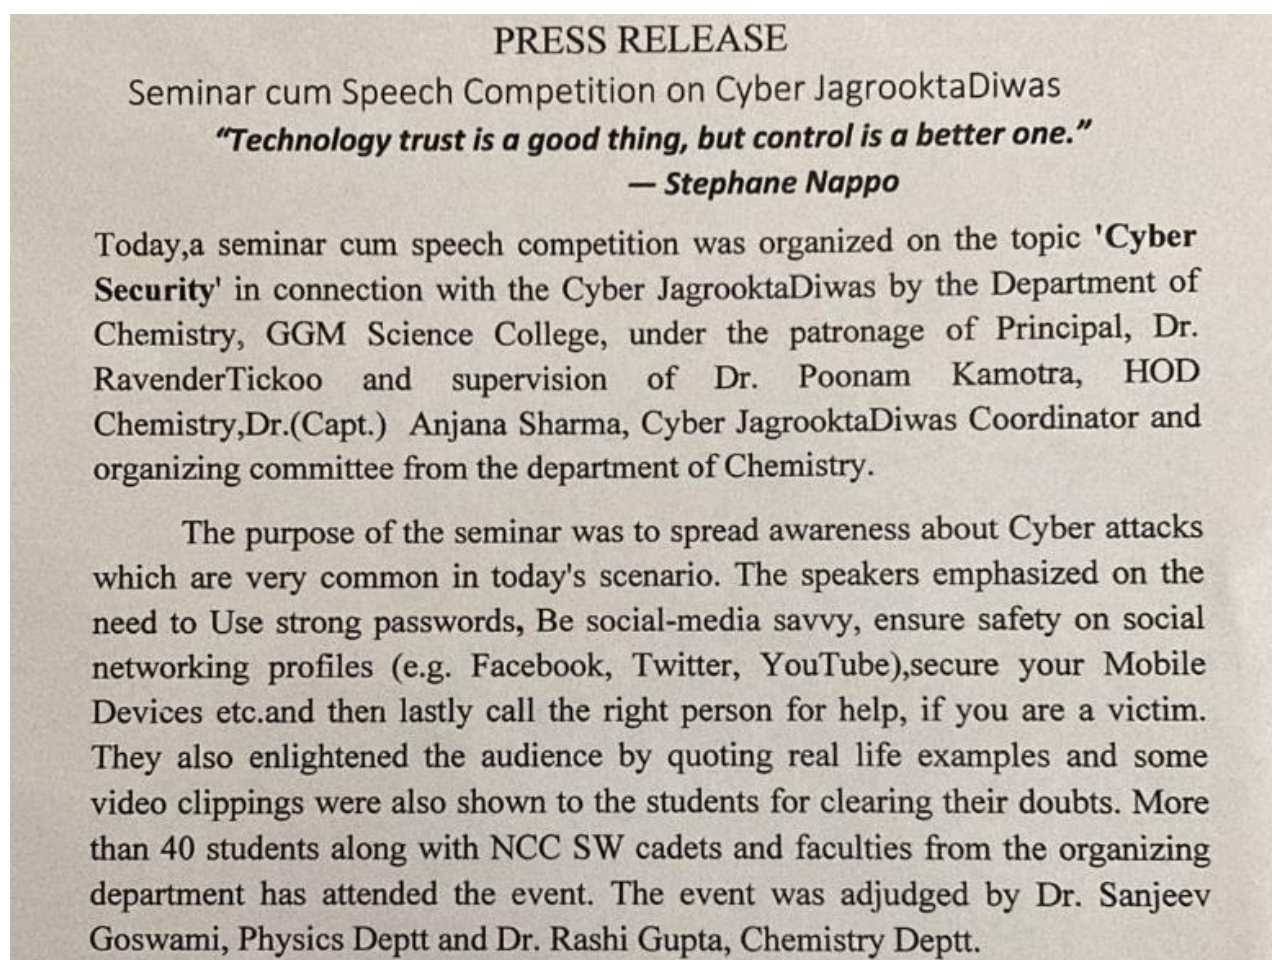 PRESS RELEASE
Seminar cum Speech Competition on Cyber JagrooktaDiwas
“Technology trust is a good thing, but control is a better one.”
— Stephane Nappo
Today,a seminar cum speech competition was organized on the topic 'Cyber
Security' in connection with the Cyber JagrooktaDiwas by the Department of
Chemistry, GGM Science College, under the patronage of Principal, Dr.
RavenderTickoo and supervision of Dr. Poonam Kamotra, HOD
Chemistry,Dr.(Capt.) Anjana Sharma, Cyber JagrooktaDiwas Coordinator and
organizing committee from the department of Chemistry.
The purpose of the seminar was to spread awareness about Cyber attacks
which are very common in today's scenario. The speakers emphasized on the
need to Use strong passwords, Be social-media savvy, ensure safety on social
networking profiles (e.g. Facebook, Twitter, YouTube),secure your Mobile
Devices etc.and then lastly call the right person for help, if you are a victim.
They also enlightened the audience by quoting real life examples and some
video clippings were also shown to the students for clearing their doubts. More
than 40 students along with NCC SW cadets and faculties from the organizing
department has attended the event. The event was adjudged by Dr. Sanjeev
Goswami, Physics Deptt and Dr. Rashi Gupta, Chemistry Deptt.